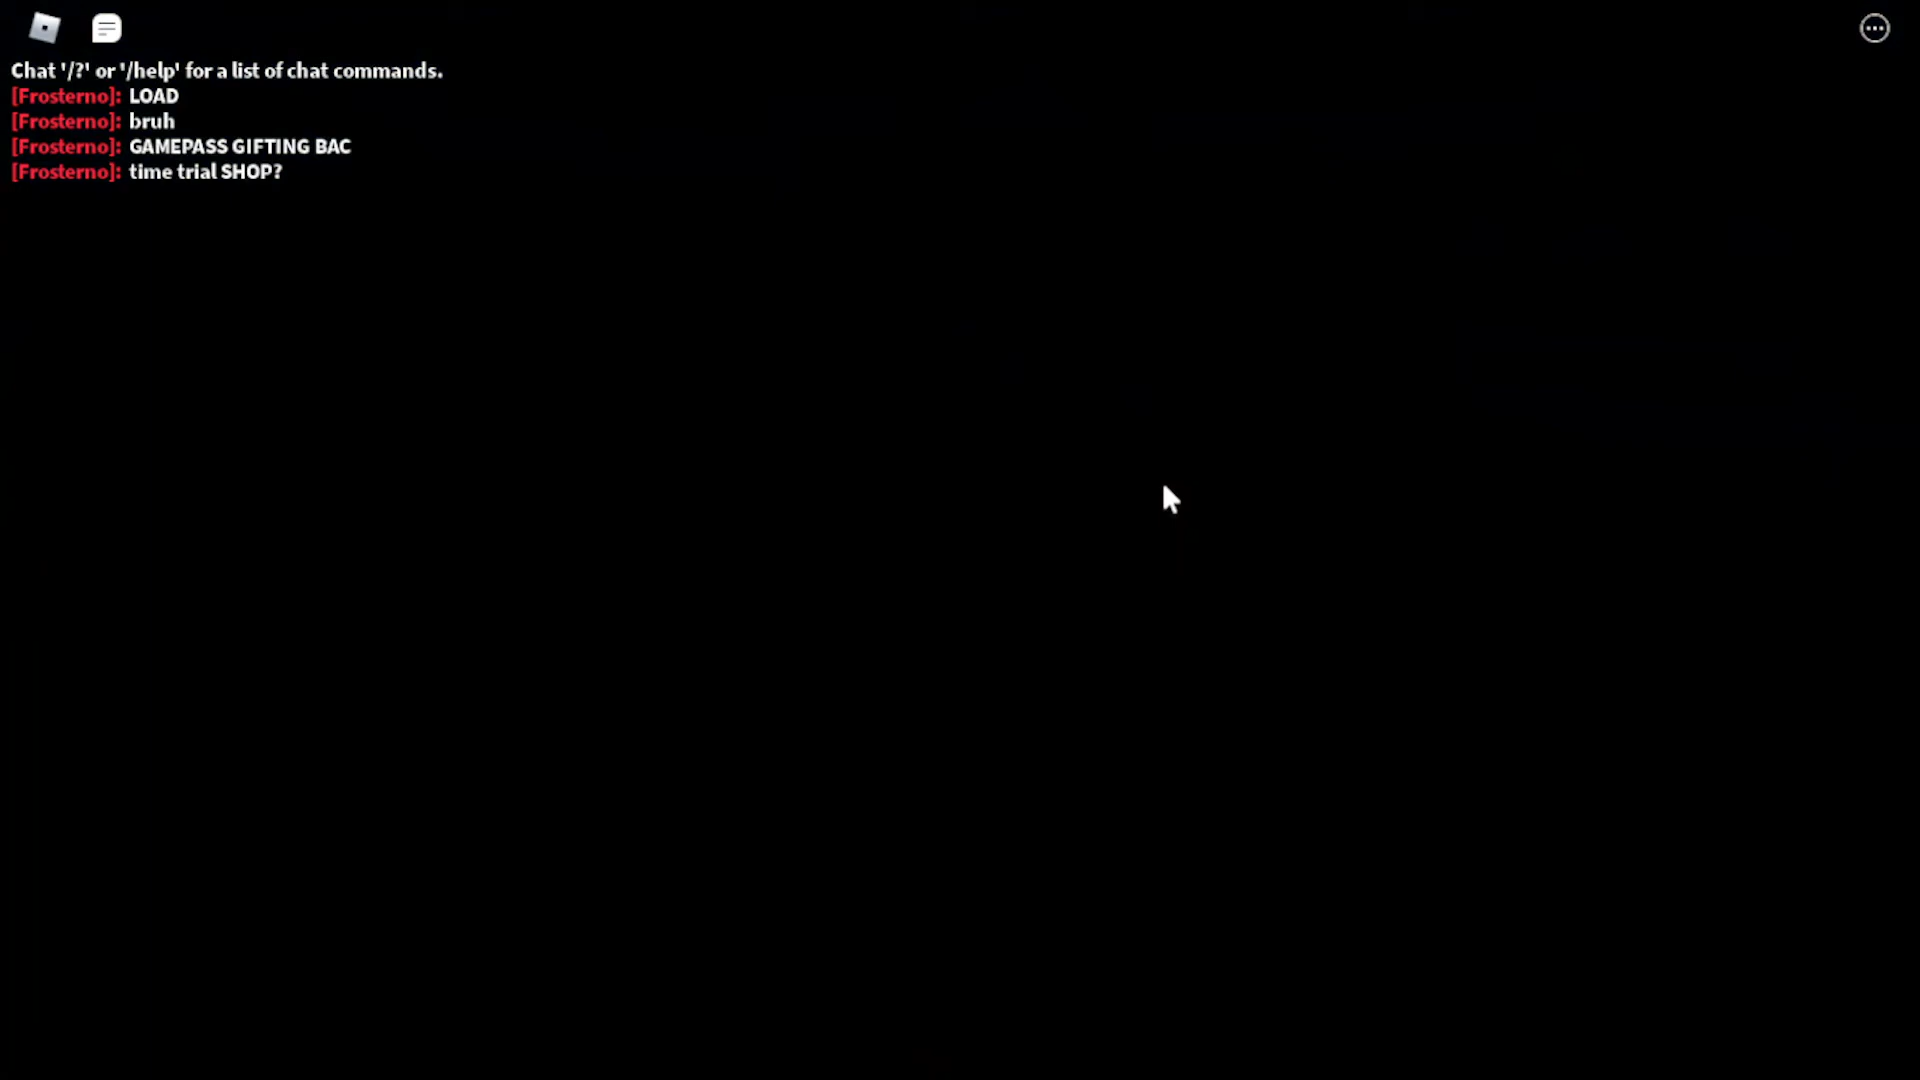 Chat '/?' or '/help' for a list of chat commands.
[Frosterno]: LOAD
[Frosterno]: bruh
[Frosterno]: GAMEPASS GIFTING BAC
[Frosterno]: time trial SHOP?